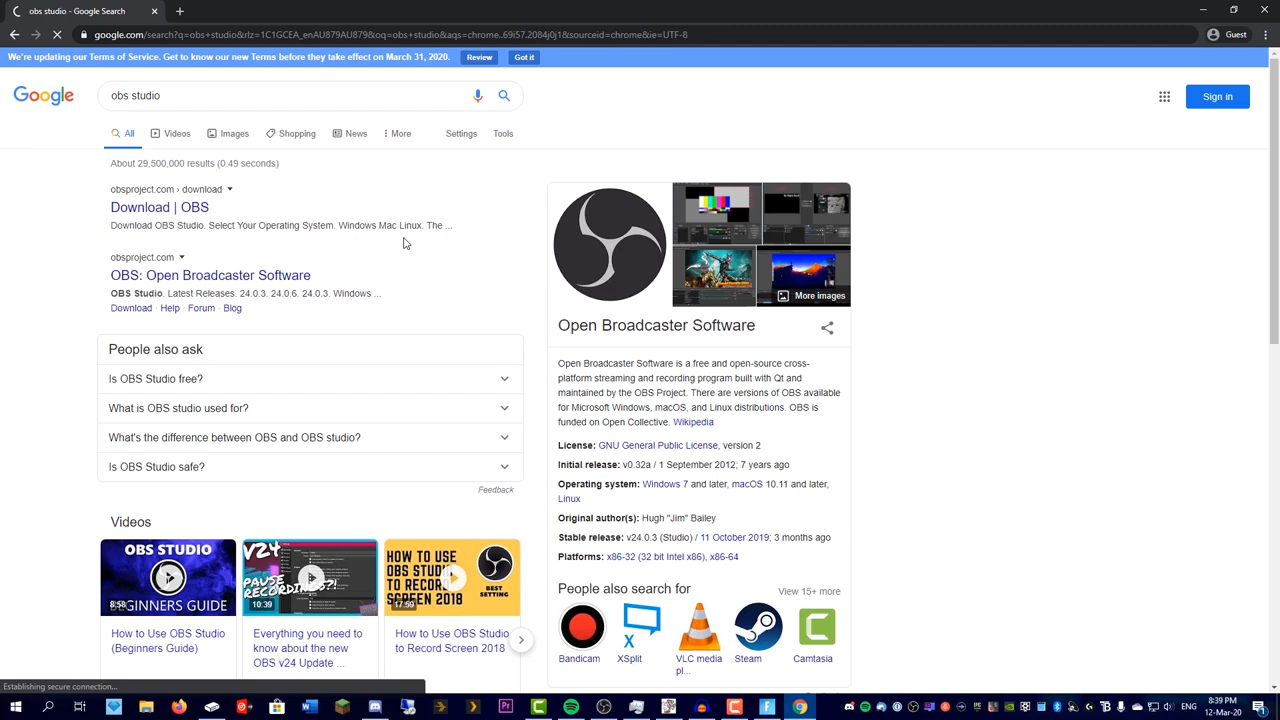 obs studio - Google Search
google.com/search?q=obs+studio&rlz=1C1GCEA_enAU879AU879&oq=obs+studio&aqs=chrome..69i57.2084j0j1&sourceid=chrome&ie=UTF-8
Guest
We're updating our Terms of Service. Get to know our new Terms before they take effect on March 31, 2020.
Review
Got it
Google
obs studio
Sign in
All
Videos
Images
Shopping
News
More
Settings
Tools
About 29,500,000 results (0.49 seconds)
obsproject.com › download
Download | OBS
Download OBS Studio. Select Your Operating System. Windows Mac Linux. The ...
obsproject.com
OBS: Open Broadcaster Software
OBS Studio. Latest Releases. 24.0.3. 24.0.6. 24.0.3. Windows ...
Download · Help · Forum · Blog
People also ask
Is OBS Studio free?
What is OBS studio used for?
What's the difference between OBS and OBS studio?
Is OBS Studio safe?
Feedback
Videos
OBS STUDIO
8:58
BEGINNERS GUIDE
How to Use OBS Studio
(Beginners Guide)
V24
PAUSE
RECORDING?!
10:39
Everything you need to
know about the new
OBS v24 Update ...
HOW TO USE
OBS STUDIO
TO RECORD
SCREEN 2018
BEST
SETTING
17:59
How to Use OBS Studio
to Record Screen 2018
More images
Open Broadcaster Software
Open Broadcaster Software is a free and open-source cross-
platform streaming and recording program built with Qt and
maintained by the OBS Project. There are versions of OBS available
for Microsoft Windows, macOS, and Linux distributions. OBS is
funded on Open Collective. Wikipedia
License: GNU General Public License, version 2
Initial release: v0.32a / 1 September 2012; 7 years ago
Operating system: Windows 7 and later, macOS 10.11 and later,
Linux
Original author(s): Hugh "Jim" Bailey
Stable release: v24.0.3 (Studio) / 11 October 2019; 3 months ago
Platforms: x86-32 (32 bit Intel x86), x86-64
People also search for
View 15+ more
Bandicam
XSplit
VLC media
pl...
Steam
Camtasia
Establishing secure connection...
8:39 PM
12-Mar-20